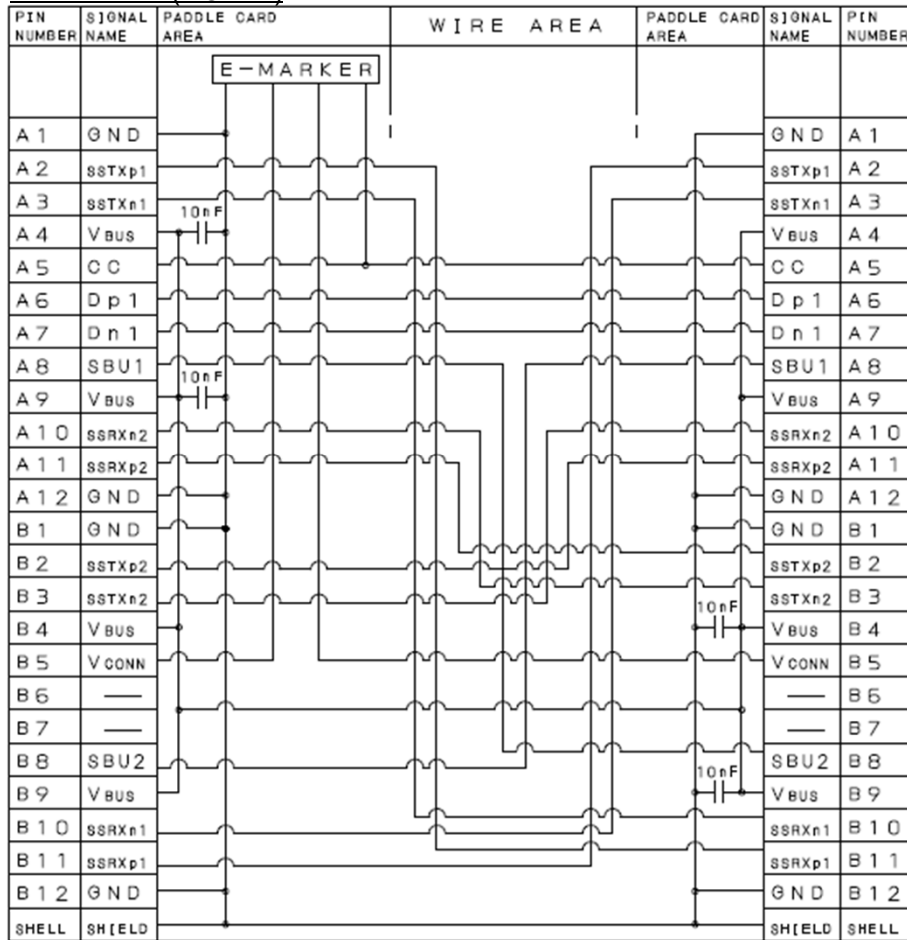 PIN NUMBER SIGNAL NAME PADDLE CARD AREA WIRE AREA PADDLE CARD AREA SIGNAL NAME PIN NUMBER
E-MARKER
A1 GND GND A1
A2 SSTXp1 SSTXp1 A2
A3 SSTXn1 SSTXn1 A3
10nF
A4 VBUS VBUS A4
A5 CC CC A5
A6 Dp1 Dp1 A6
A7 Dn1 Dn1 A7
A8 SBU1 SBU1 A8
10nF
A9 VBUS VBUS A9
A10 SSRXn2 SSRXn2 A10
A11 SSRXp2 SSRXp2 A11
A12 GND GND A12
B1 GND GND B1
B2 SSTXp2 SSTXp2 B2
B3 SSTXn2 SSTXn2 B3
10nF
B4 VBUS VBUS B4
B5 VCONN VCONN B5
B6 — — B6
B7 — — B7
B8 SBU2 SBU2 B8
10nF
B9 VBUS VBUS B9
B10 SSRXn1 SSRXn1 B10
B11 SSRXp1 SSRXp1 B11
B12 GND GND B12
SHELL SHIELD SHIELD SHELL